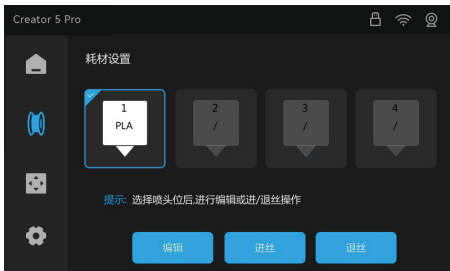 Creator 5 Pro
耗材设置
1 2 3 4
PLA / / /
提示: 选择喷头位后,进行编辑或进/退丝操作
编辑 进丝 退丝